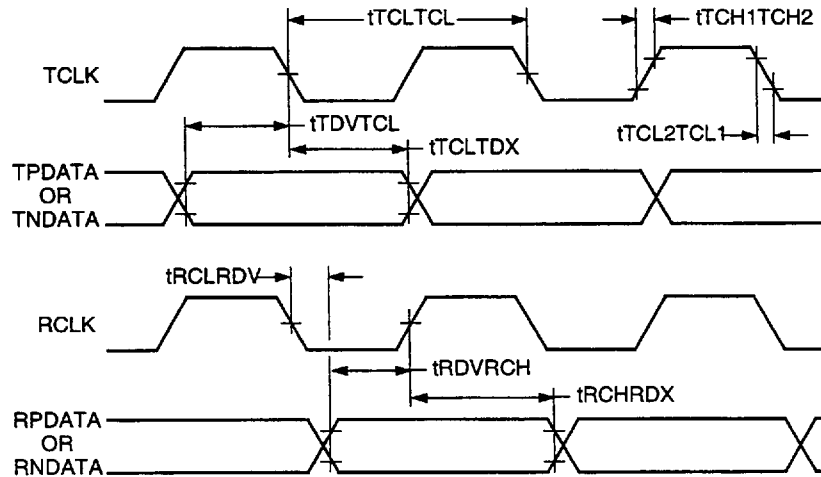 tTCLTCL
tTCH1TCH2
TCLK
tTDVTCL
tTCLTDX
tTCL2TCL1
TPDATA
OR
TNDATA
tRCLRDV
RCLK
tRDVRCH
tRCHRDX
RPDATA
OR
RNDATA